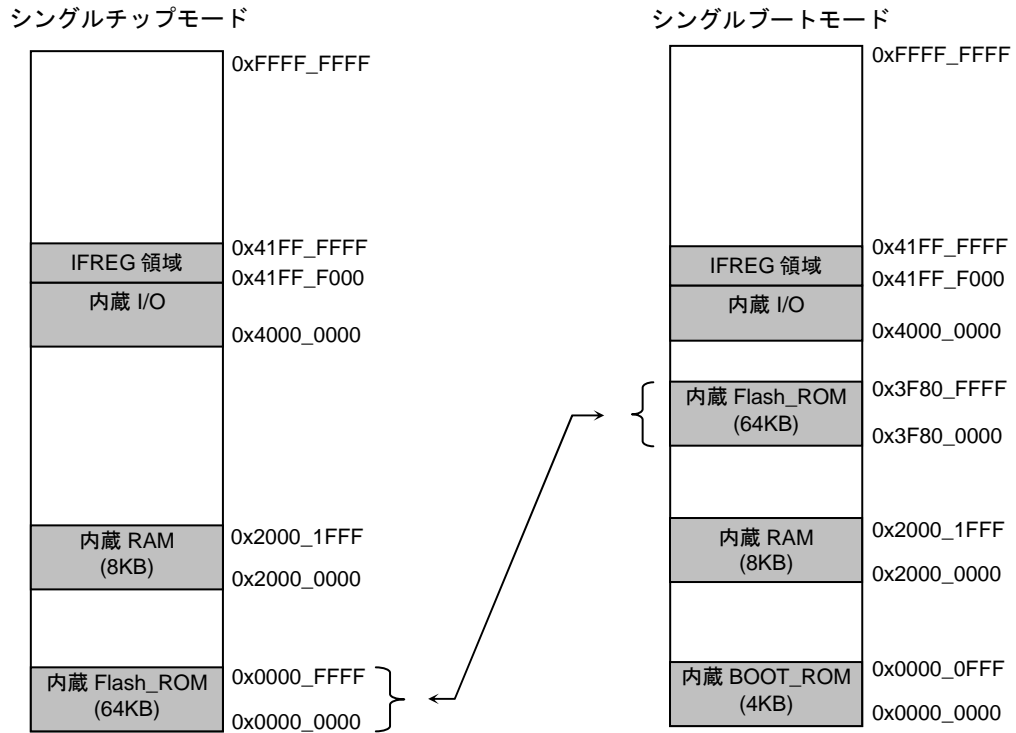 シングルチップモード
0xFFFF_FFFF
IFREG 領域
0x41FF_FFFF
0x41FF_F000
内蔵 I/O
0x4000_0000
内蔵 RAM
(8KB)
0x2000_1FFF
0x2000_0000
内蔵 Flash_ROM
(64KB)
0x0000_FFFF
0x0000_0000
シングルブートモード
0xFFFF_FFFF
IFREG 領域
0x41FF_FFFF
0x41FF_F000
内蔵 I/O
0x4000_0000
内蔵 Flash_ROM
(64KB)
0x3F80_FFFF
0x3F80_0000
内蔵 RAM
(8KB)
0x2000_1FFF
0x2000_0000
内蔵 BOOT_ROM
(4KB)
0x0000_0FFF
0x0000_0000